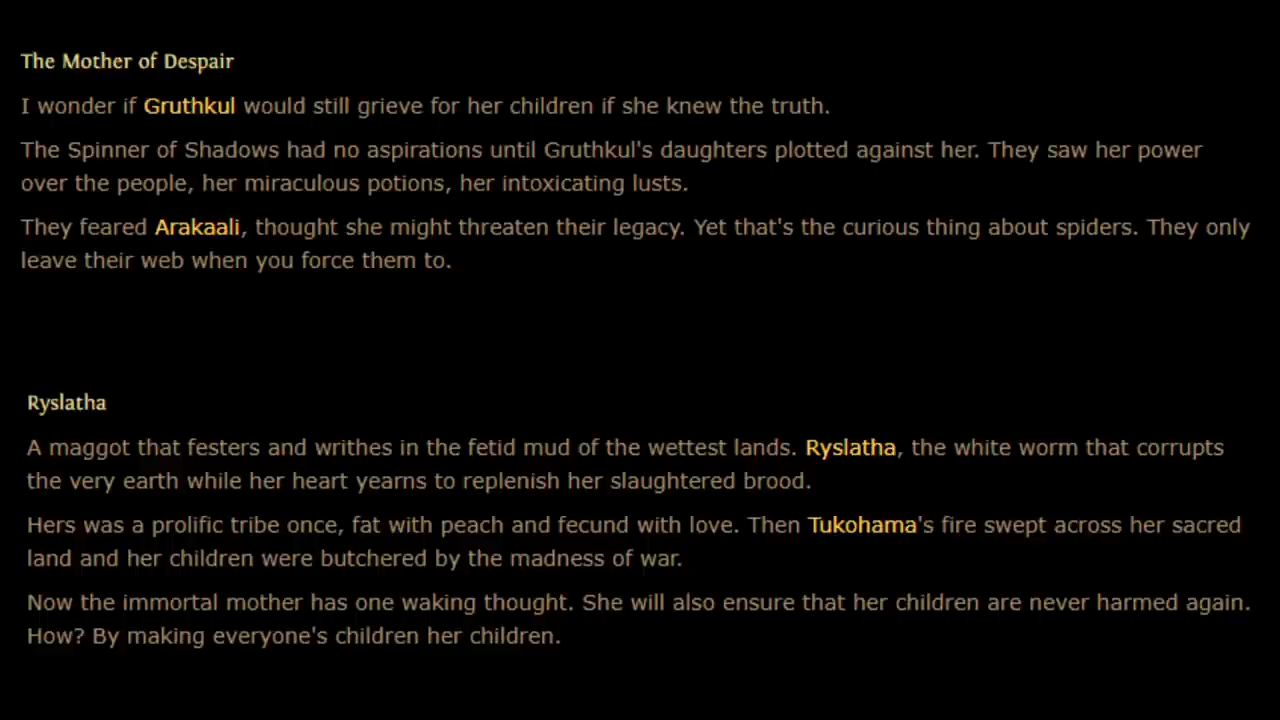 The Mother of Despair
I wonder if Gruthkul would still grieve for her children if she knew the truth.
The Spinner of Shadows had no aspirations until Gruthkul's daughters plotted against her. They saw her power
over the people, her miraculous potions, her intoxicating lusts.
They feared Arakaali, thought she might threaten their legacy. Yet that's the curious thing about spiders. They only
leave their web when you force them to.
Ryslatha
A maggot that festers and writhes in the fetid mud of the wettest lands. Ryslatha, the white worm that corrupts
the very earth while her heart yearns to replenish her slaughtered brood.
Hers was a prolific tribe once, fat with peach and fecund with love. Then Tukohama's fire swept across her sacred
land and her children were butchered by the madness of war.
Now the immortal mother has one waking thought. She will also ensure that her children are never harmed again.
How? By making everyone's children her children.